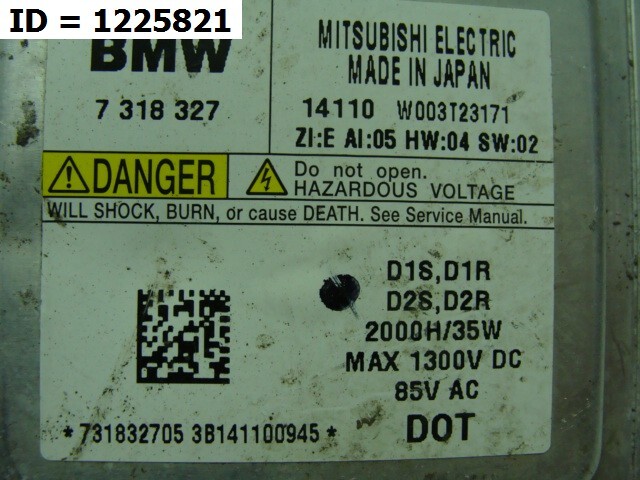 ID = 1225821
BMW
7 318 327
MITSUBISHI ELECTRIC
MADE IN JAPAN
14110 W003T23171
ZI:E AI:05 HW:04 SW:02
DANGER
Do not open.
HAZARDOUS VOLTAGE
WILL SHOCK, BURN, or cause DEATH. See Service Manual.
D1S,D1R
D2S,D2R
2000H/35W
MAX 1300V DC
85V AC
DOT
*731832705 3B141100945*